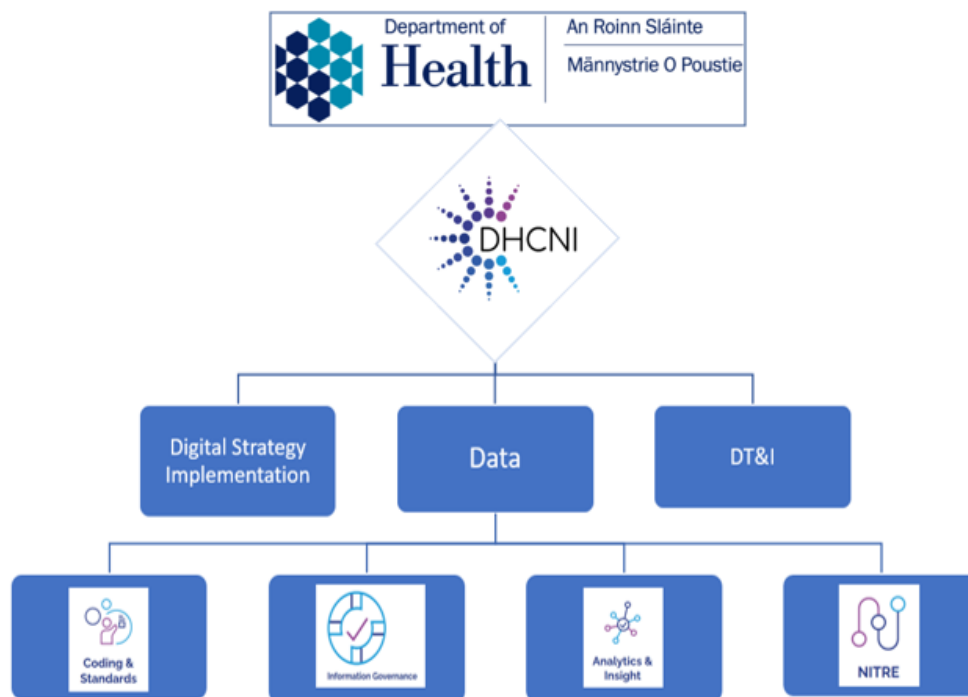 Department of
Health
An Roinn Sláinte
Männystrie O Poustie
DHCNI
Digital Strategy
Implementation
Data
DT&I
Coding &
Standards
Information Governance
Analytics &
Insight
NITRE